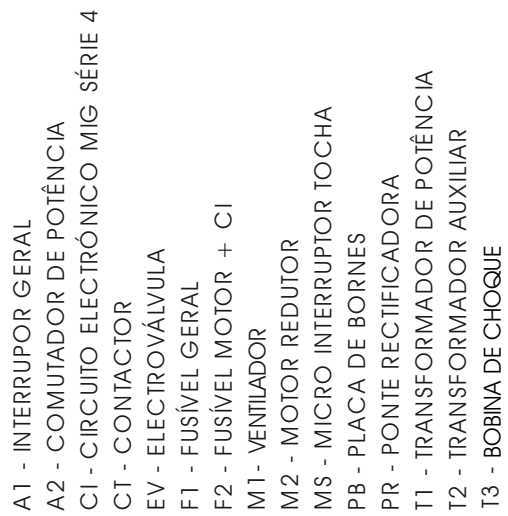 A1 - INTERRUPOR GERAL
A2 - COMUTADOR DE POTÊNCIA
CI - CIRCUITO ELECTRÓNICO MIG SÉRIE 4
CT - CONTACTOR
EV - ELECTROVÁLVULA
F1 - FUSÍVEL GERAL
F2 - FUSÍVEL MOTOR + CI
M1- VENTILADOR
M2 - MOTOR REDUTOR
MS - MICRO INTERRUPTOR TOCHA
PB - PLACA DE BORNES
PR - PONTE RECTIFICADORA
T1 - TRANSFORMADOR DE POTÊNCIA
T2 - TRANSFORMADOR AUXILIAR
T3 - BOBINA DE CHOQUE